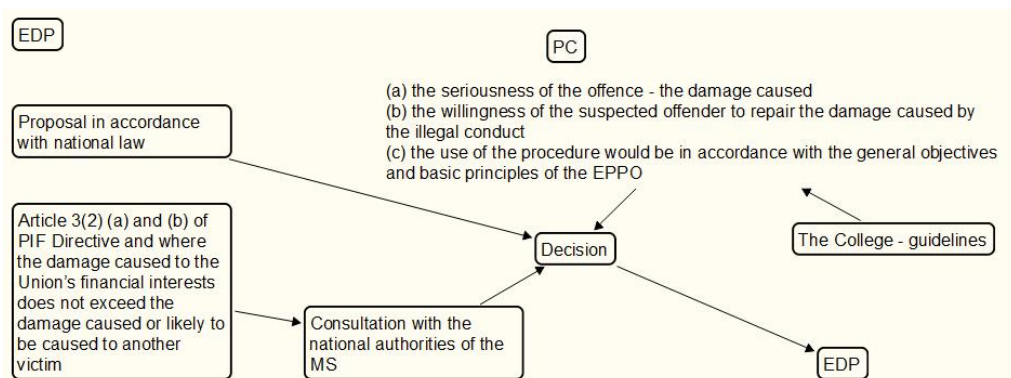 EDP
PC
(a) the seriousness of the offence - the damage caused
(b) the willingness of the suspected offender to repair the damage caused by
the illegal conduct
(c) the use of the procedure would be in accordance with the general objectives
and basic principles of the EPPO
Proposal in accordance
with national law
Article 3(2) (a) and (b) of
PIF Directive and where
the damage caused to the
Union's financial interests
does not exceed the
damage caused or likely to
be caused to another
victim
Consultation with the
national authorities of the
MS
Decision
The College - guidelines
EDP